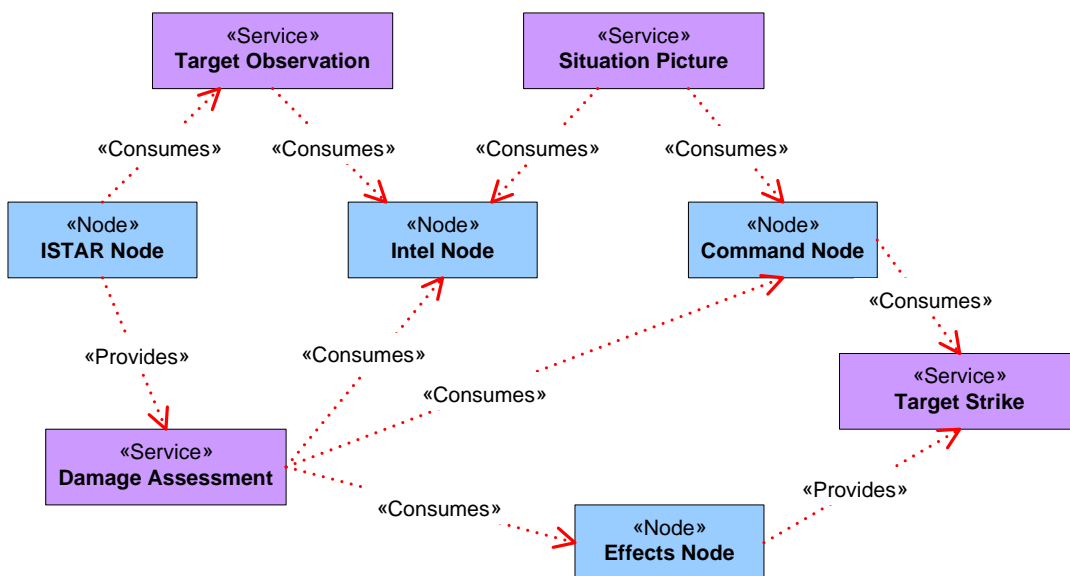 «Service»
Target Observation
«Service»
Situation Picture
«Consumes»
«Consumes»
«Consumes»
«Consumes»
«Node»
ISTAR Node
«Node»
Intel Node
«Node»
Command Node
«Consumes»
«Provides»
«Consumes»
«Consumes»
«Service»
Target Strike
«Service»
Damage Assessment
«Consumes»
«Provides»
«Node»
Effects Node